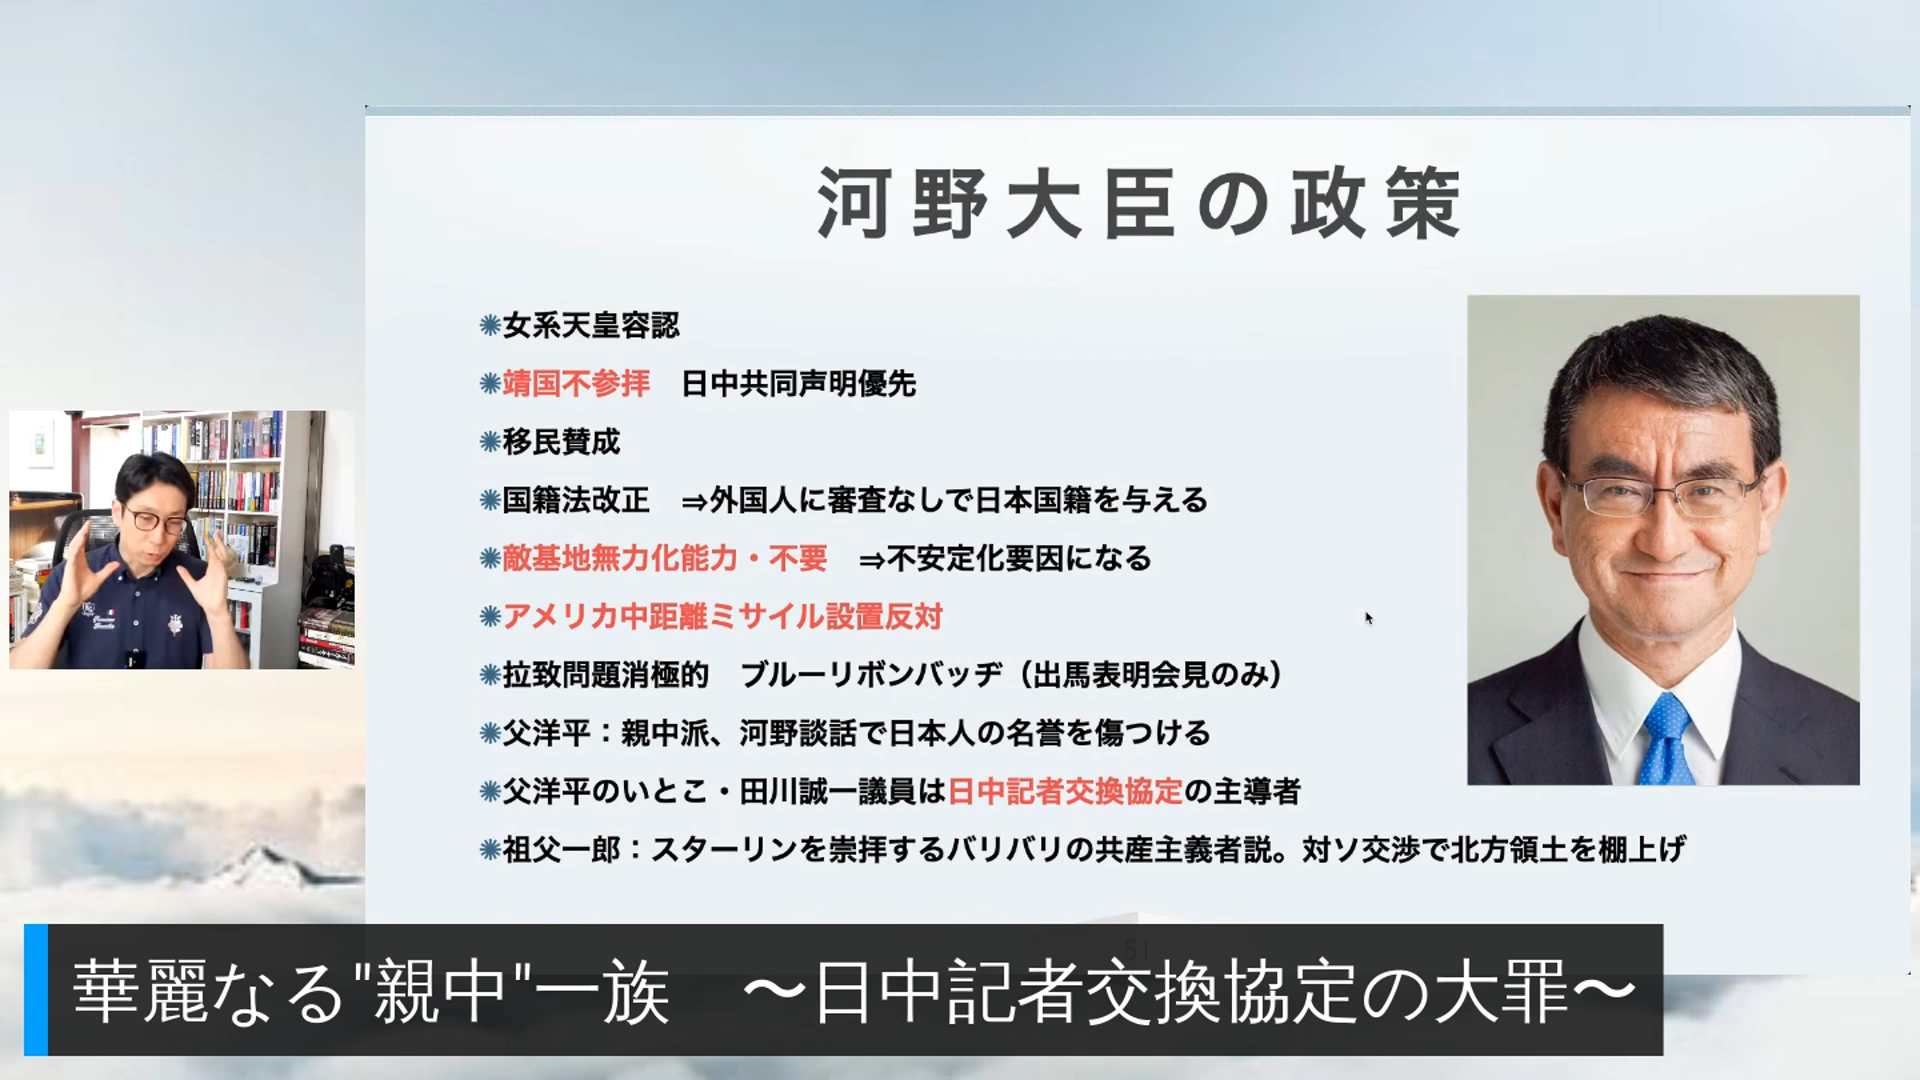 河野大臣の政策
女系天皇容認
靖国不参拝　日中共同声明優先
移民賛成
国籍法改正　⇒外国人に審査なしで日本国籍を与える
敵基地無力化能力・不要　⇒不安定化要因になる
アメリカ中距離ミサイル設置反対
拉致問題消極的　ブルーリボンバッヂ（出馬表明会見のみ）
父洋平：親中派、河野談話で日本人の名誉を傷つける
父洋平のいとこ・田川誠一議員は日中記者交換協定の主導者
祖父一郎：スターリンを崇拝するバリバリの共産主義者説。対ソ交渉で北方領土を棚上げ
51
華麗なる"親中"一族　〜日中記者交換協定の大罪〜